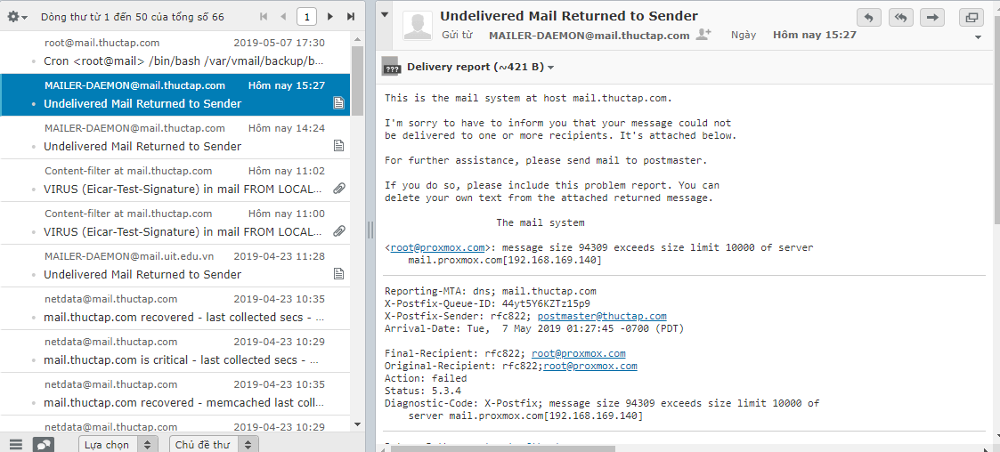 Dòng thư từ 1 đến 50 của tổng số 66
1
root@mail.thuctap.com 2019-05-07 17:30
Cron <root@mail> /bin/bash /var/vmail/backup/b...
MAILER-DAEMON@mail.thuctap.com Hôm nay 15:27
Undelivered Mail Returned to Sender
MAILER-DAEMON@mail.thuctap.com Hôm nay 14:24
Undelivered Mail Returned to Sender
Content-filter at mail.thuctap.com Hôm nay 11:02
VIRUS (Eicar-Test-Signature) in mail FROM LOCAL...
Content-filter at mail.thuctap.com Hôm nay 11:00
VIRUS (Eicar-Test-Signature) in mail FROM LOCAL...
MAILER-DAEMON@mail.uit.edu.vn 2019-04-23 11:28
Undelivered Mail Returned to Sender
netdata@mail.thuctap.com 2019-04-23 10:35
mail.thuctap.com recovered - last collected secs - ...
netdata@mail.thuctap.com 2019-04-23 10:29
mail.thuctap.com is critical - last collected secs - ...
netdata@mail.thuctap.com 2019-04-23 10:35
mail.thuctap.com recovered - memcached last coll...
netdata@mail.thuctap.com 2019-04-23 10:29
Lựa chọn Chủ đề thư
Undelivered Mail Returned to Sender
Gửi từ MAILER-DAEMON@mail.thuctap.com Ngày Hôm nay 15:27
??? Delivery report (~421 B)
This is the mail system at host mail.thuctap.com.
I'm sorry to have to inform you that your message could not
be delivered to one or more recipients. It's attached below.
For further assistance, please send mail to postmaster.
If you do so, please include this problem report. You can
delete your own text from the attached returned message.
The mail system
<root@proxmox.com>: message size 94309 exceeds size limit 10000 of server
mail.proxmox.com[192.168.169.140]
Reporting-MTA: dns; mail.thuctap.com
X-Postfix-Queue-ID: 44yt5Y6KZTz15p9
X-Postfix-Sender: rfc822; postmaster@thuctap.com
Arrival-Date: Tue,  7 May 2019 01:27:45 -0700 (PDT)
Final-Recipient: rfc822; root@proxmox.com
Original-Recipient: rfc822;root@proxmox.com
Action: failed
Status: 5.3.4
Diagnostic-Code: X-Postfix; message size 94309 exceeds size limit 10000 of
server mail.proxmox.com[192.168.169.140]